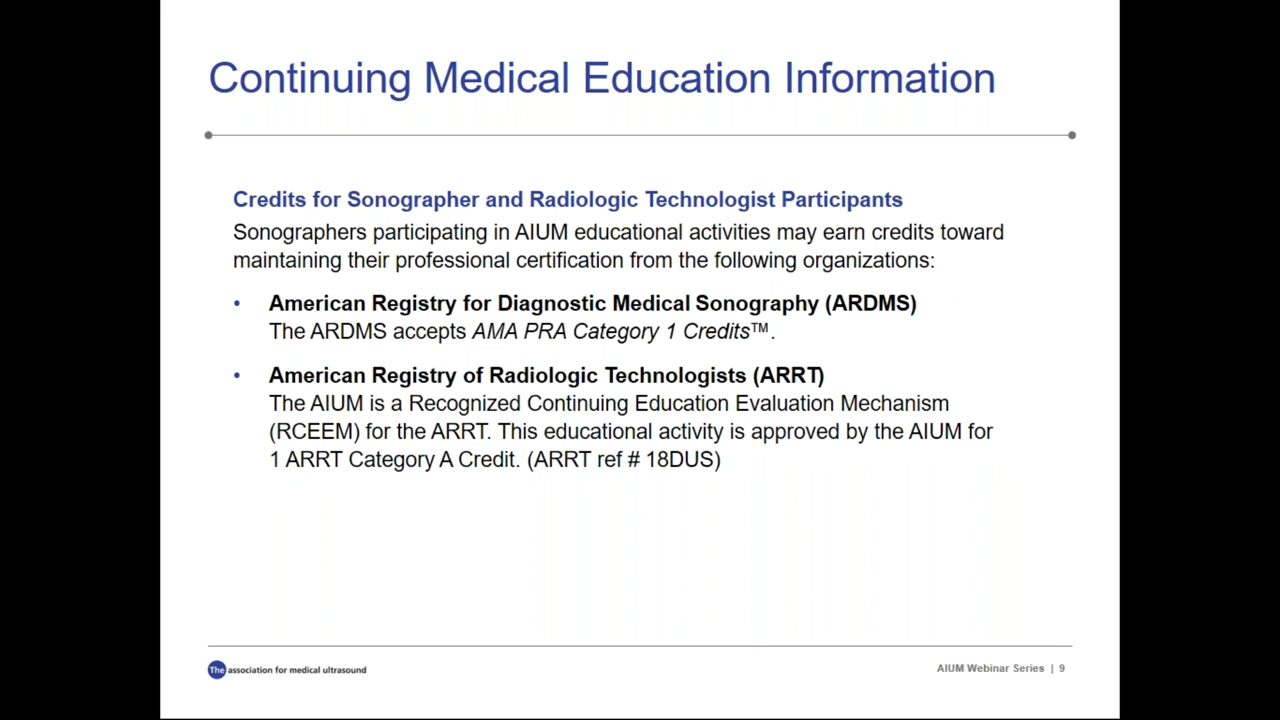 Continuing Medical Education Information
Credits for Sonographer and Radiologic Technologist Participants
Sonographers participating in AIUM educational activities may earn credits toward
maintaining their professional certification from the following organizations:
• American Registry for Diagnostic Medical Sonography (ARDMS)
The ARDMS accepts AMA PRA Category 1 Credits™.
• American Registry of Radiologic Technologists (ARRT)
The AIUM is a Recognized Continuing Education Evaluation Mechanism
(RCEEM) for the ARRT. This educational activity is approved by the AIUM for
1 ARRT Category A Credit. (ARRT ref # 18DUS)
The association for medical ultrasound
AIUM Webinar Series | 9